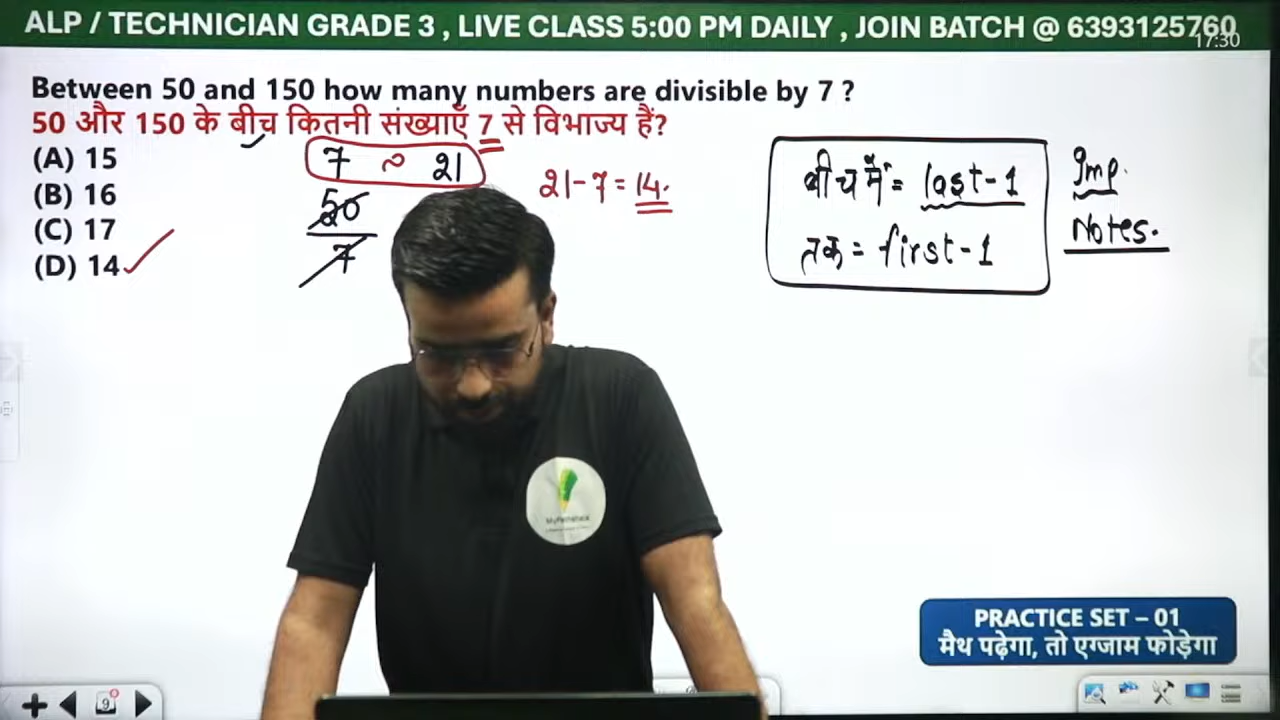 ALP / TECHNICIAN GRADE 3 , LIVE CLASS 5:00 PM DAILY , JOIN BATCH @ 6393125760
17:30
Between 50 and 150 how many numbers are divisible by 7 ?
50 और 150 के बीच कितनी संख्याएँ 7 से विभाज्य हैं?
(A) 15
(B) 16
(C) 17
(D) 14
7 ~ 21
50
7
21-7=14.
बीच में = last-1
तक = first-1
Imp.
Notes.
PRACTICE SET – 01
मैथ पढ़ेगा, तो एग्जाम फोड़ेगा
9